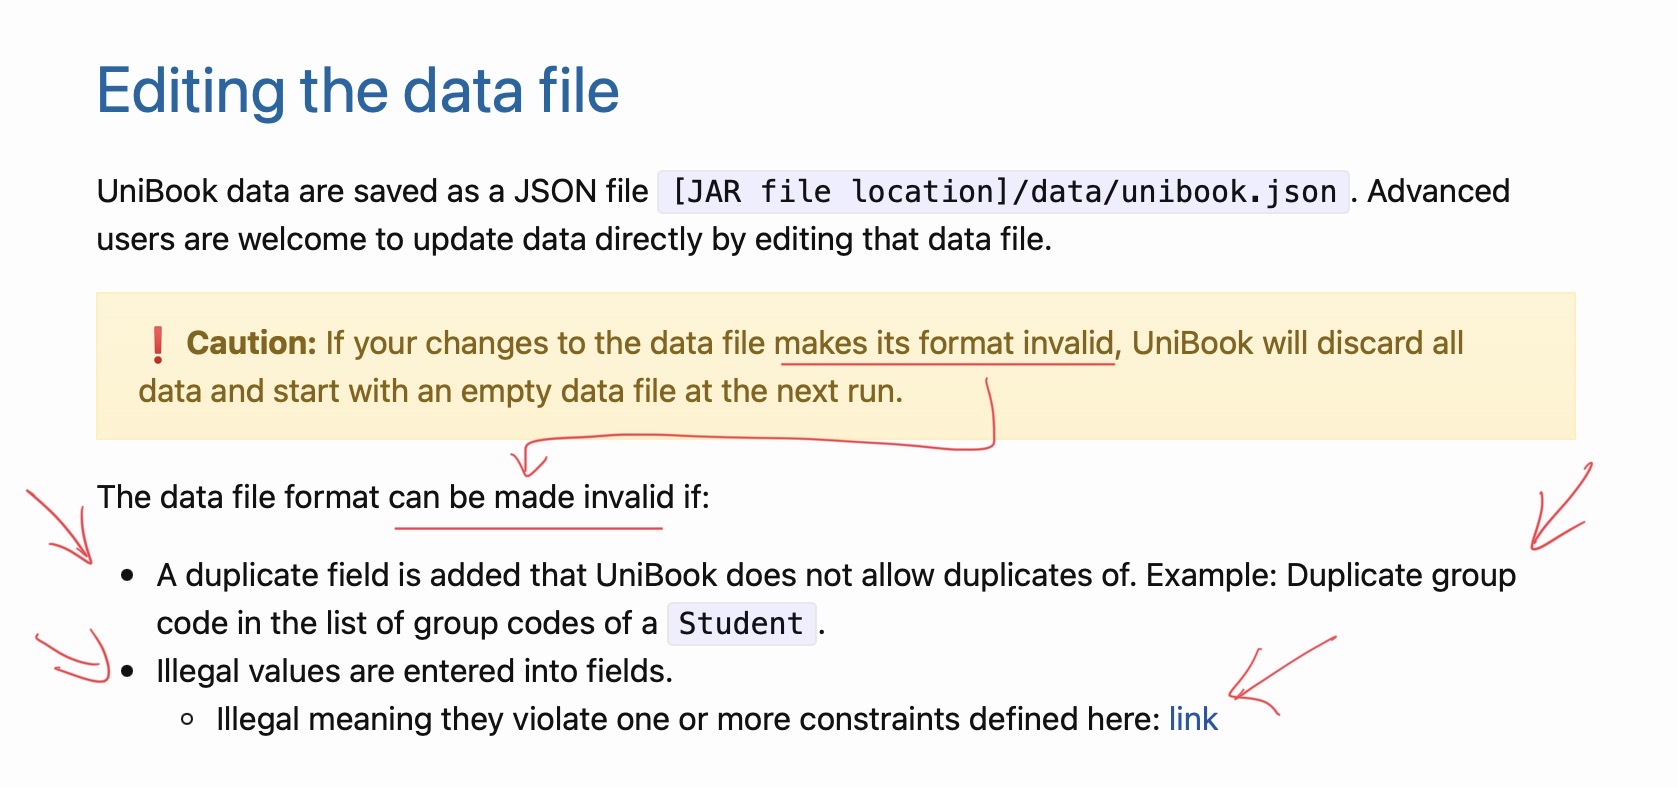 Editing the data file
UniBook data are saved as a JSON file [JAR file location]/data/unibook.json. Advanced
users are welcome to update data directly by editing that data file.
❗ Caution: If your changes to the data file makes its format invalid, UniBook will discard all
data and start with an empty data file at the next run.
The data file format can be made invalid if:
• A duplicate field is added that UniBook does not allow duplicates of. Example: Duplicate group
code in the list of group codes of a Student.
• Illegal values are entered into fields.
◦ Illegal meaning they violate one or more constraints defined here: link